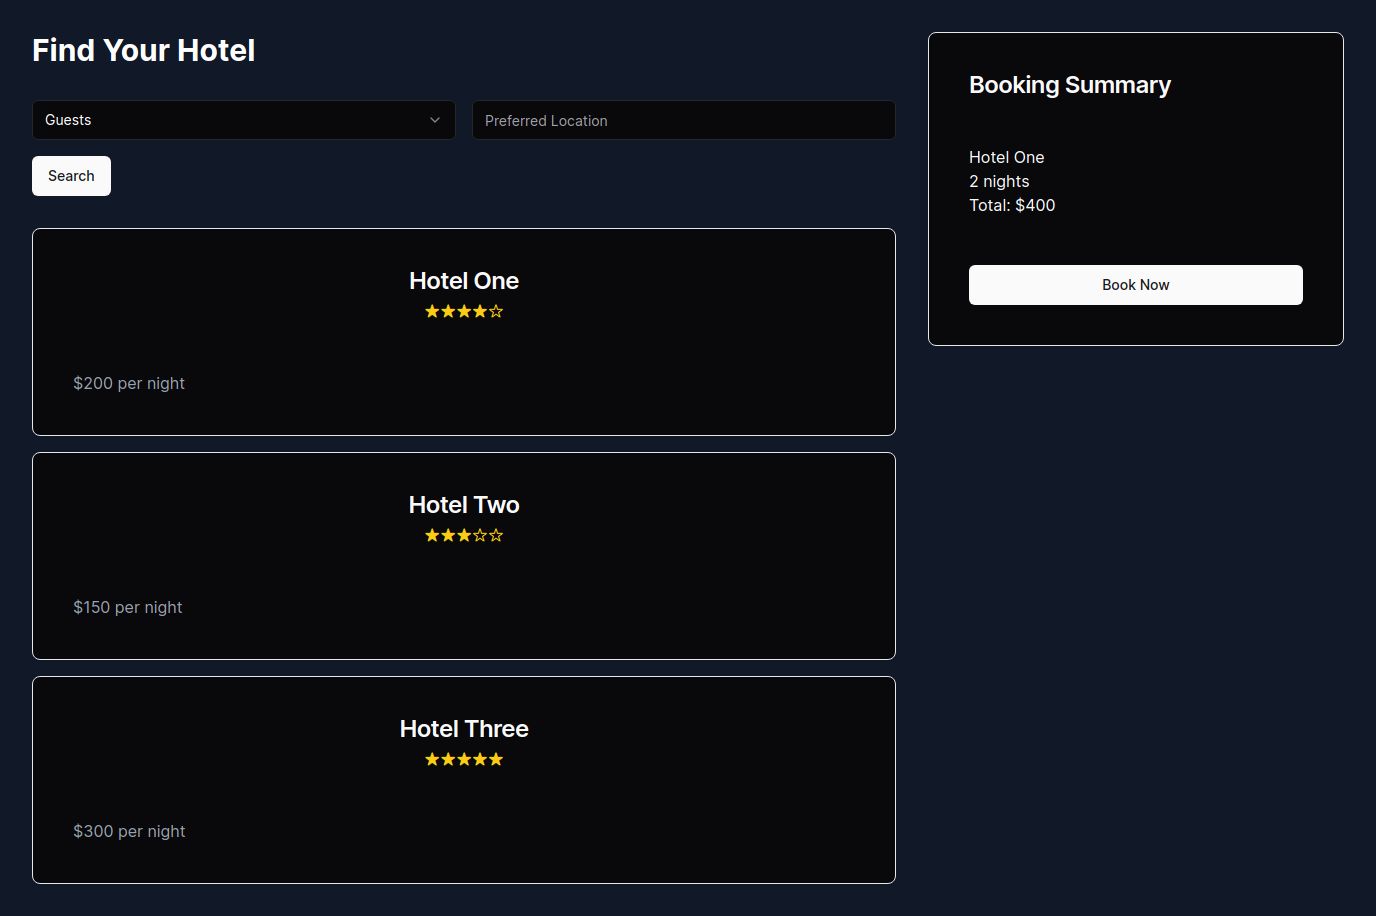 Find Your Hotel
Guests
Preferred Location
Search
Hotel One
$200 per night
Hotel Two
$150 per night
Hotel Three
$300 per night
Booking Summary
Hotel One
2 nights
Total: $400
Book Now